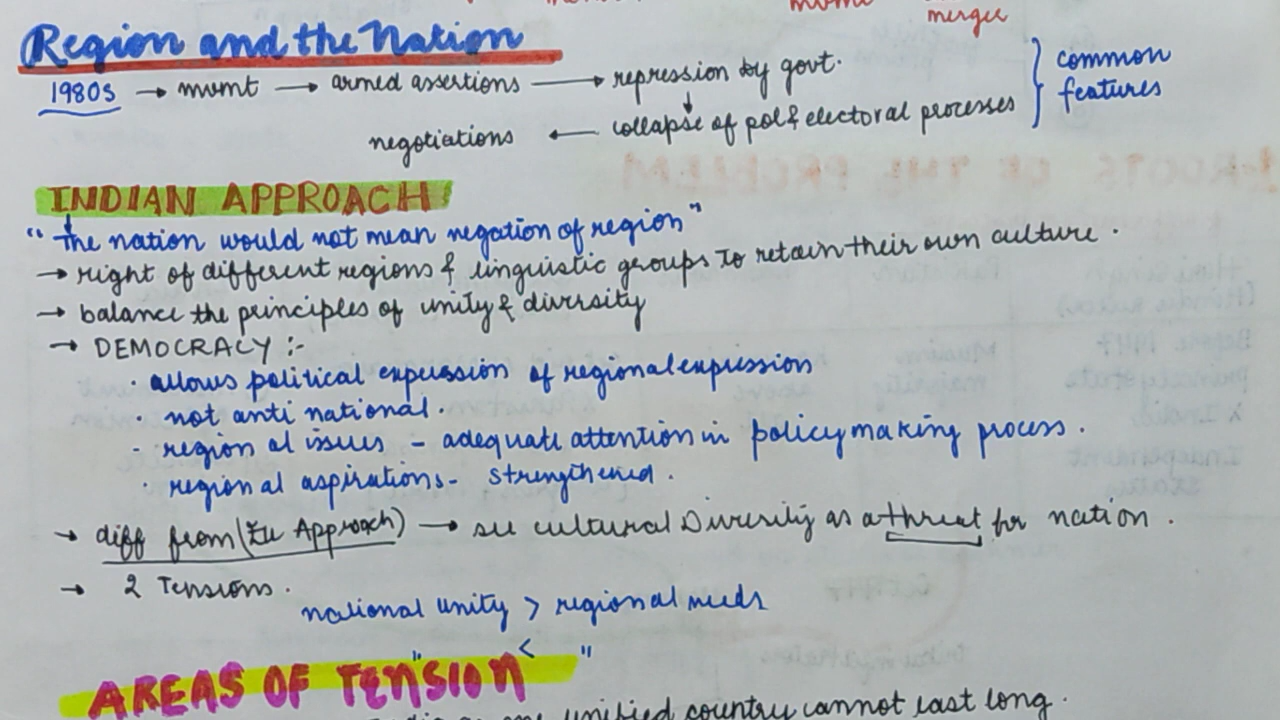 mvmt
merger
Region and the Nation
1980s → mvmt → armed assertions → repression by govt.
common features
negotiations ← collapse of pol & electoral processes
INDIAN APPROACH
"the nation would not mean negation of region"
→ right of different regions & linguistic groups to retain their own culture.
→ balance the principles of unity & diversity
→ DEMOCRACY :-
· allows political expression of regional expression
· not anti national.
- regional issues - adequate attention in policymaking process.
· regional aspirations - strengthened.
→ diff from (EU Approach) → see cultural Diversity as a threat for nation.
→ 2 Tensions.
national unity > regional needs
" < "
AREAS OF TENSION
one unified country cannot last long.